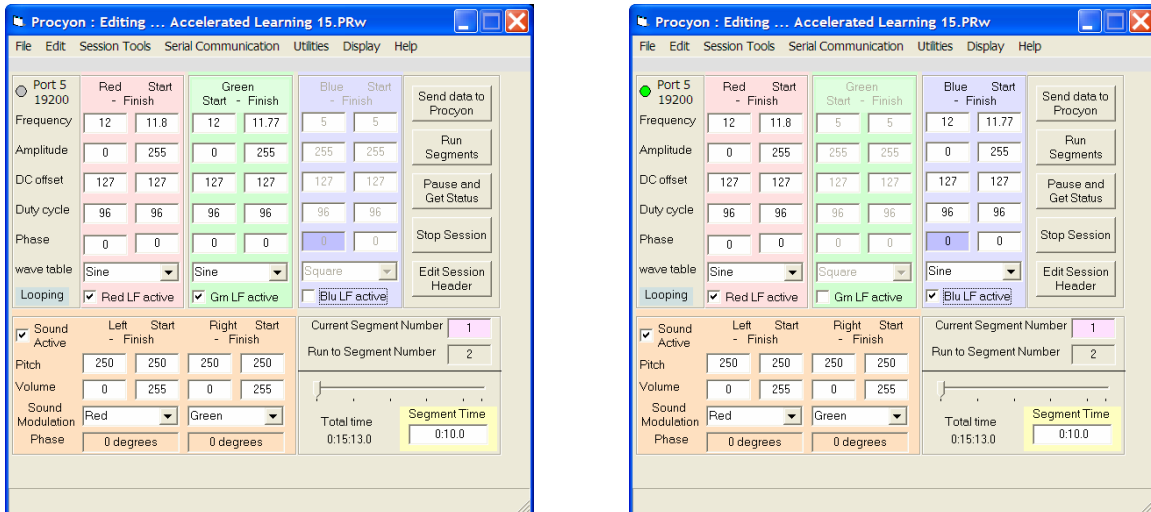 Procyon : Editing ... Accelerated Learning 15.PRw
File Edit Session Tools Serial Communication Utilities Display Help
Port 5 Red Start Green Blue Start
19200 - Finish Start - Finish - Finish
Send data to
Procyon
Frequency 12 11.8 12 11.77 5 5
Run
Segments
Amplitude 0 255 0 255 255 255
DC offset 127 127 127 127 127 127
Pause and
Get Status
Duty cycle 96 96 96 96 96 96
Phase 0 0 0 0 0 0
Stop Session
wave table Sine Sine Square
Edit Session
Header
Looping Red LF active Grn LF active Blu LF active
Sound Left Start Right Start
Active - Finish - Finish
Current Segment Number 1
Run to Segment Number 2
Pitch 250 250 250 250
Volume 0 255 0 255
Sound
Modulation Red Green
Phase 0 degrees 0 degrees
Total time
0:15:13.0
Segment Time
0:10.0
Procyon : Editing ... Accelerated Learning 15.PRw
File Edit Session Tools Serial Communication Utilities Display Help
Port 5 Red Start Green Blue Start
19200 - Finish Start - Finish - Finish
Send data to
Procyon
Frequency 12 11.8 5 5 12 11.77
Run
Segments
Amplitude 0 255 255 255 0 255
DC offset 127 127 127 127 127 127
Pause and
Get Status
Duty cycle 96 96 96 96 96 96
Phase 0 0 0 0 0 0
Stop Session
wave table Sine Square Sine
Edit Session
Header
Looping Red LF active Grn LF active Blu LF active
Sound Left Start Right Start
Active - Finish - Finish
Current Segment Number 1
Run to Segment Number 2
Pitch 250 250 250 250
Volume 0 255 0 255
Sound
Modulation Red Green
Phase 0 degrees 0 degrees
Total time
0:15:13.0
Segment Time
0:10.0